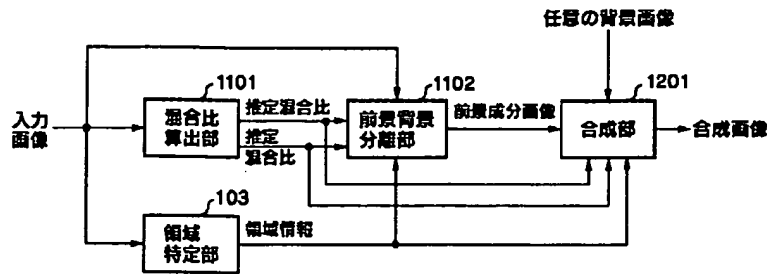 任意の背景画像
1101
1102
1201
入力
画像
混合比
算出部
推定混合比
推定
混合比
前景背景
分離部
前景成分画像
合成部
合成画像
103
領域
特定部
領域情報